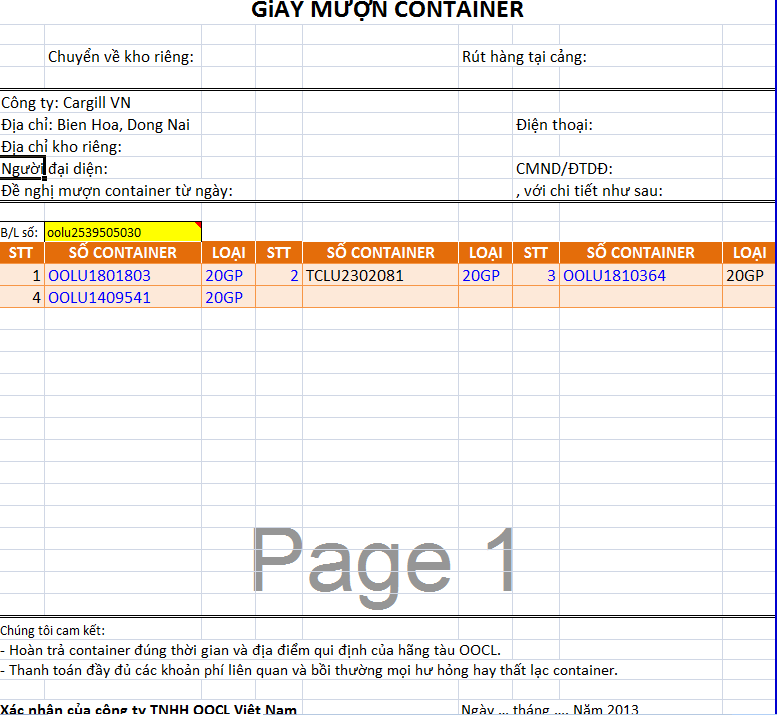 GiẤY MƯỢN CONTAINER
Chuyển về kho riêng: Rút hàng tại cảng:
Công ty: Cargill VN
Địa chỉ: Bien Hoa, Dong Nai Điện thoại:
Địa chỉ kho riêng:
Người đại diện: CMND/ĐTDĐ:
Đề nghị mượn container từ ngày: , với chi tiết như sau:
B/L số: oolu2539505030
STT SỐ CONTAINER LOẠI STT SỐ CONTAINER LOẠI STT SỐ CONTAINER LOẠI
1 OOLU1801803 20GP 2 TCLU2302081 20GP 3 OOLU1810364 20GP
4 OOLU1409541 20GP
Page 1
Chúng tôi cam kết:
- Hoàn trả container đúng thời gian và địa điểm qui định của hãng tàu OOCL.
- Thanh toán đầy đủ các khoản phí liên quan và bồi thường mọi hư hỏng hay thất lạc container.
Xác nhận của công ty TNHH OOCL Việt Nam Ngày ... tháng .... Năm 2013